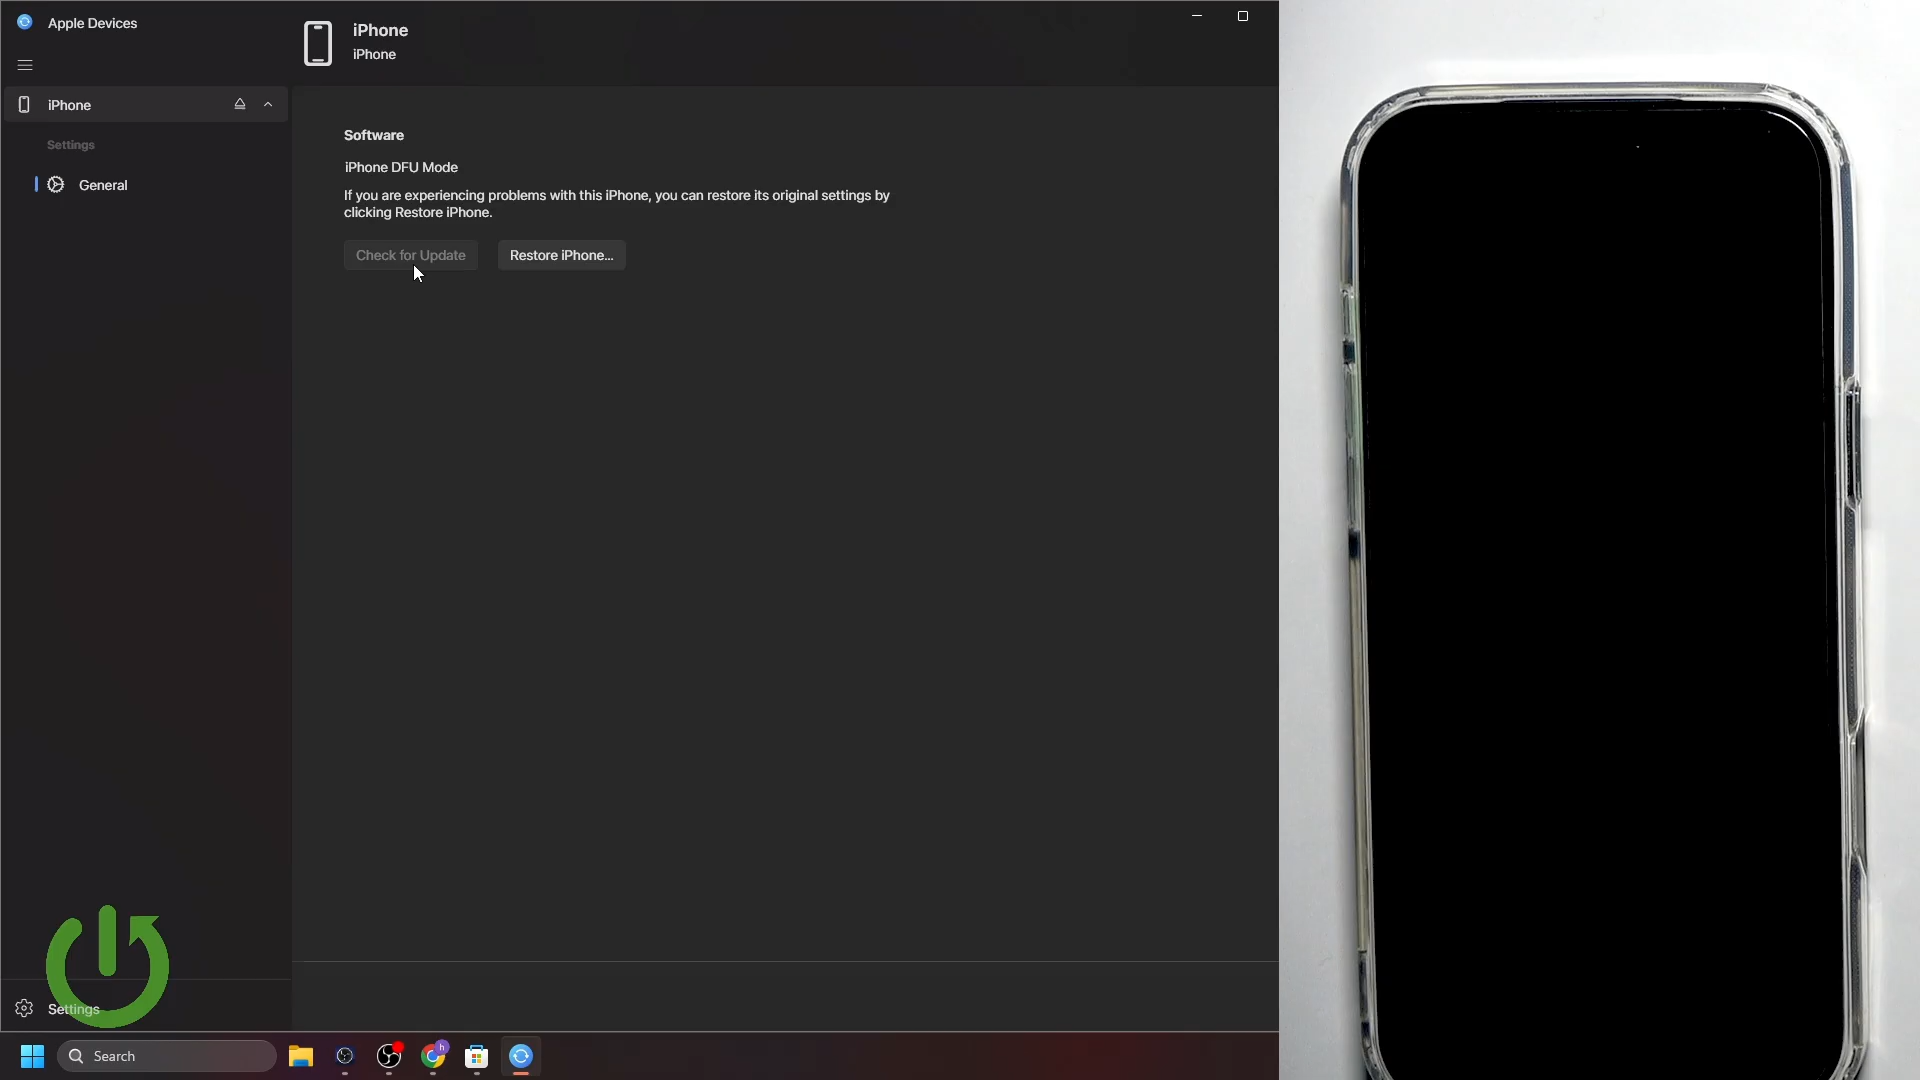 Apple Devices
iPhone
Settings
General
Settings
iPhone
iPhone
Software
iPhone DFU Mode
If you are experiencing problems with this iPhone, you can restore its original settings by
clicking Restore iPhone.
Check for Update
Restore iPhone...
Search
h